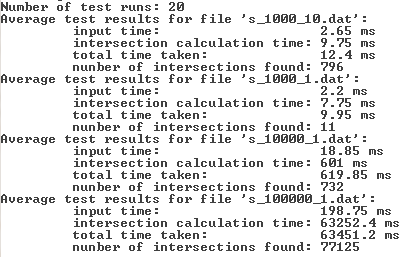 Number of test runs: 20
Average test results for file 's_1000_10.dat':
input time: 2.65 ms
intersection calculation time: 9.75 ms
total time taken: 12.4 ms
nunber of intersections found: 796
Average test results for file 's_1000_1.dat':
input time: 2.2 ms
intersection calculation time: 7.75 ms
total time taken: 9.95 ms
nunber of intersections found: 11
Average test results for file 's_10000_1.dat':
input time: 18.85 ms
intersection calculation time: 601 ms
total time taken: 619.85 ms
nunber of intersections found: 732
Average test results for file 's_100000_1.dat':
input time: 198.75 ms
intersection calculation time: 63252.4 ms
total time taken: 63451.2 ms
nunber of intersections found: 77125